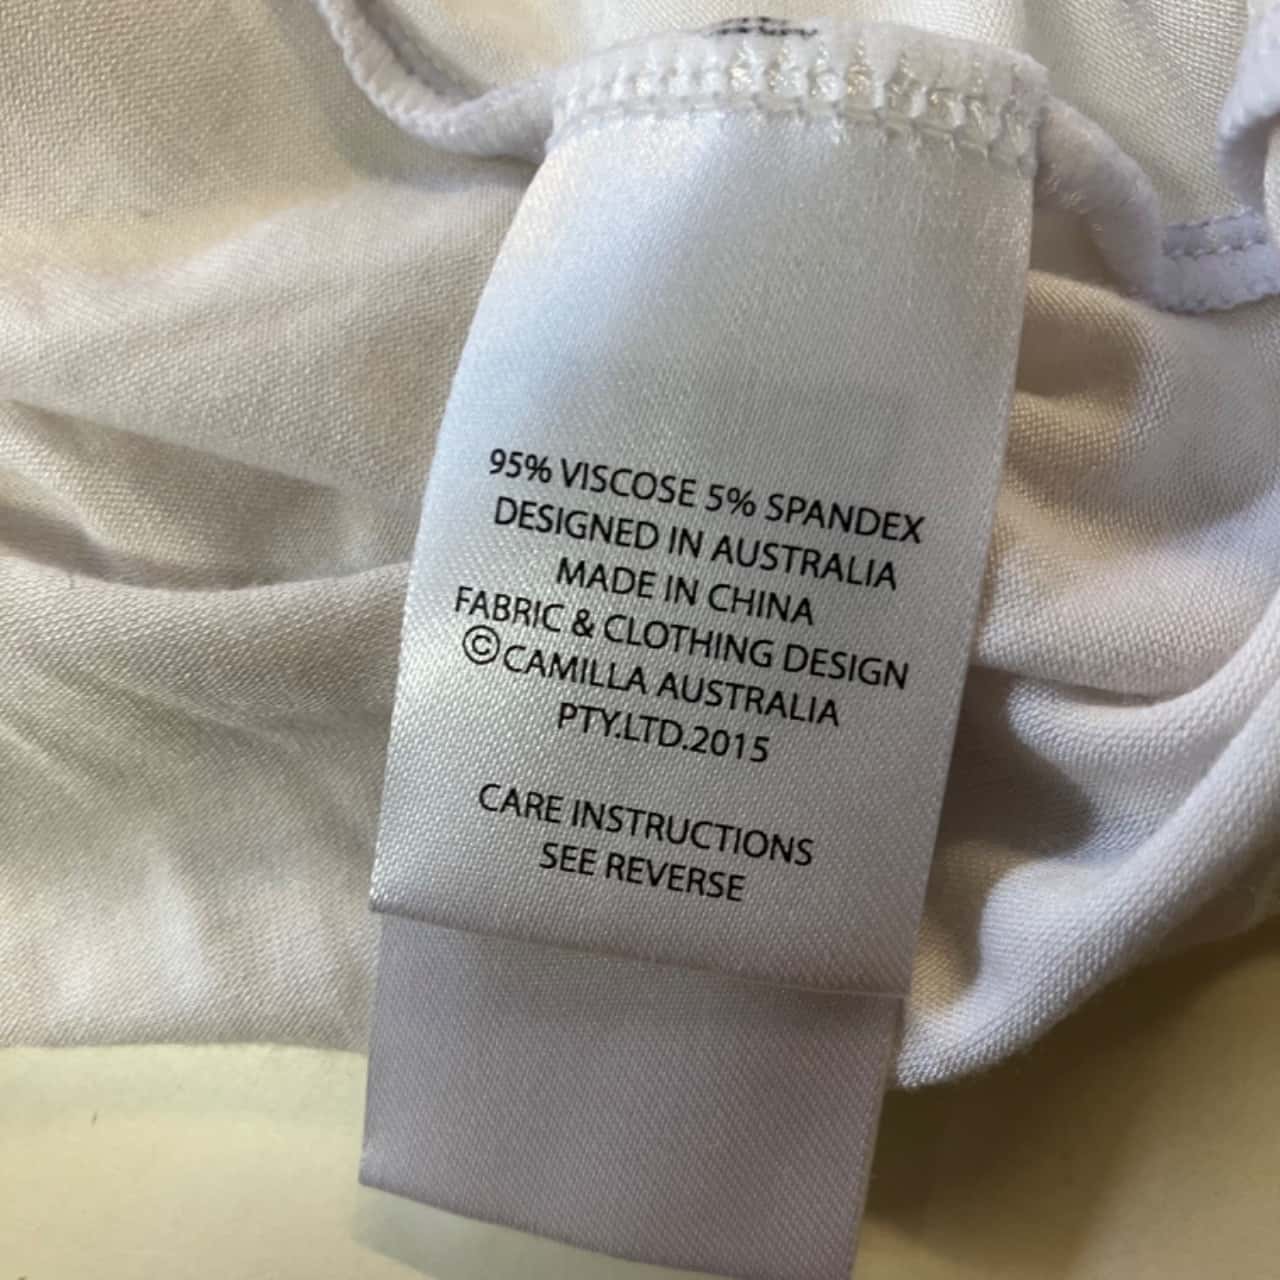 95% VISCOSE 5% SPANDEX
DESIGNED IN AUSTRALIA
MADE IN CHINA
FABRIC & CLOTHING DESIGN
©CAMILLA AUSTRALIA
PTY.LTD.2015
CARE INSTRUCTIONS
SEE REVERSE